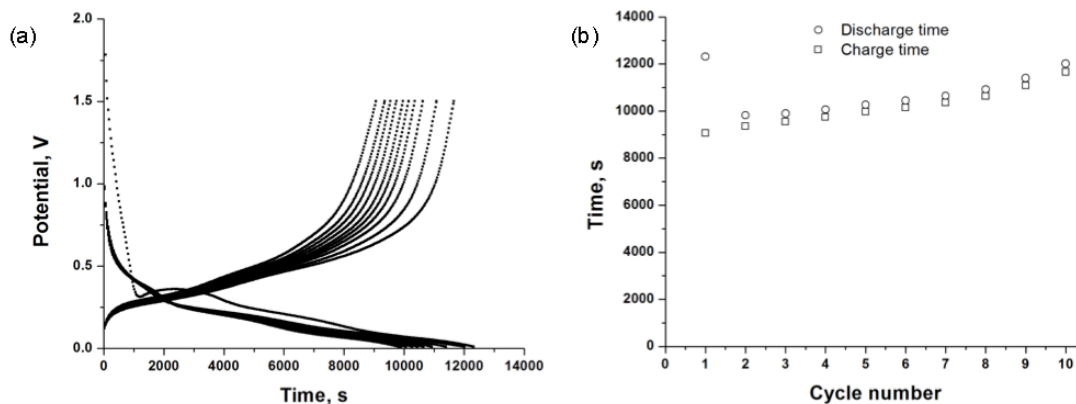 (a)
2.0
1.5
1.0
0.5
0.0
Potential, V
0 2000 4000 6000 8000 10000 12000 14000
Time, s
(b)
Discharge time
Charge time
14000
12000
10000
8000
6000
4000
2000
0
Time, s
1 2 3 4 5 6 7 8 9 10
Cycle number